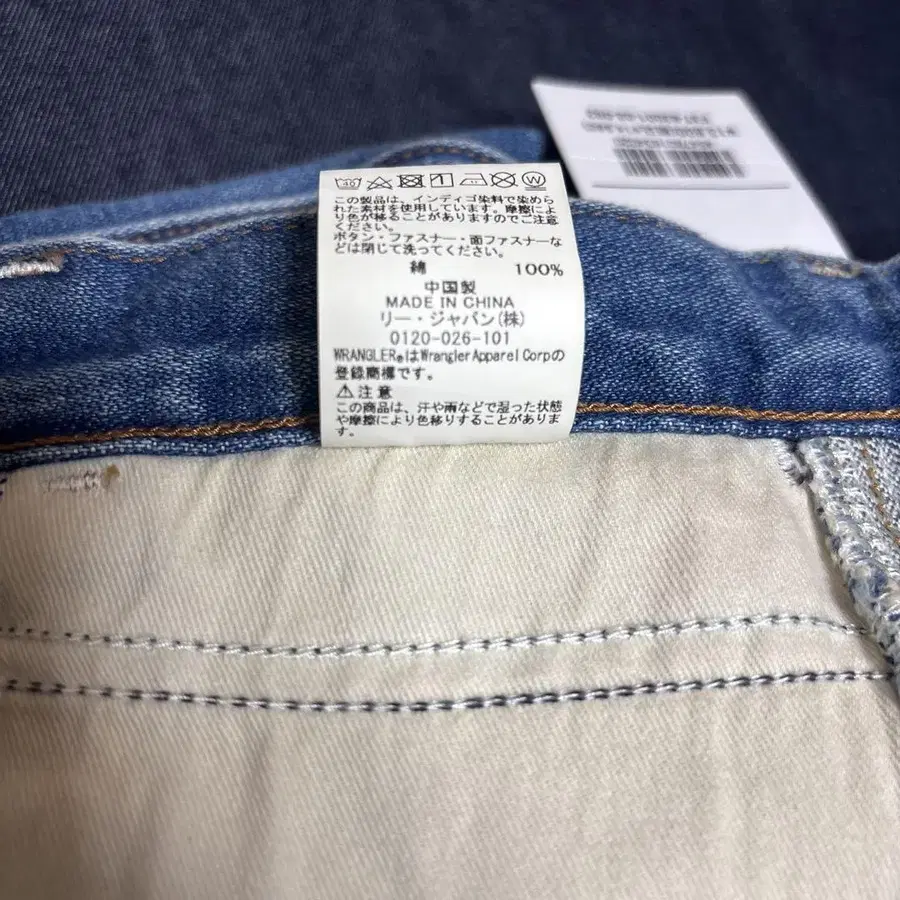 40
この製品は、インディゴ染料で染めら
れた素材を使用しています。摩擦によ
り色が移ることがありますのでご注意
ください。
ボタン・ファスナー・面ファスナーな
どは閉じて洗ってください。
綿 100%
中国製
MADE IN CHINA
リー・ジャパン(株)
0120-026-101
WRANGLER®はWrangler Apparel Corpの
登録商標です。
⚠注意
この商品は、汗や雨などで湿った状態
や摩擦により色移りすることがありま
す。